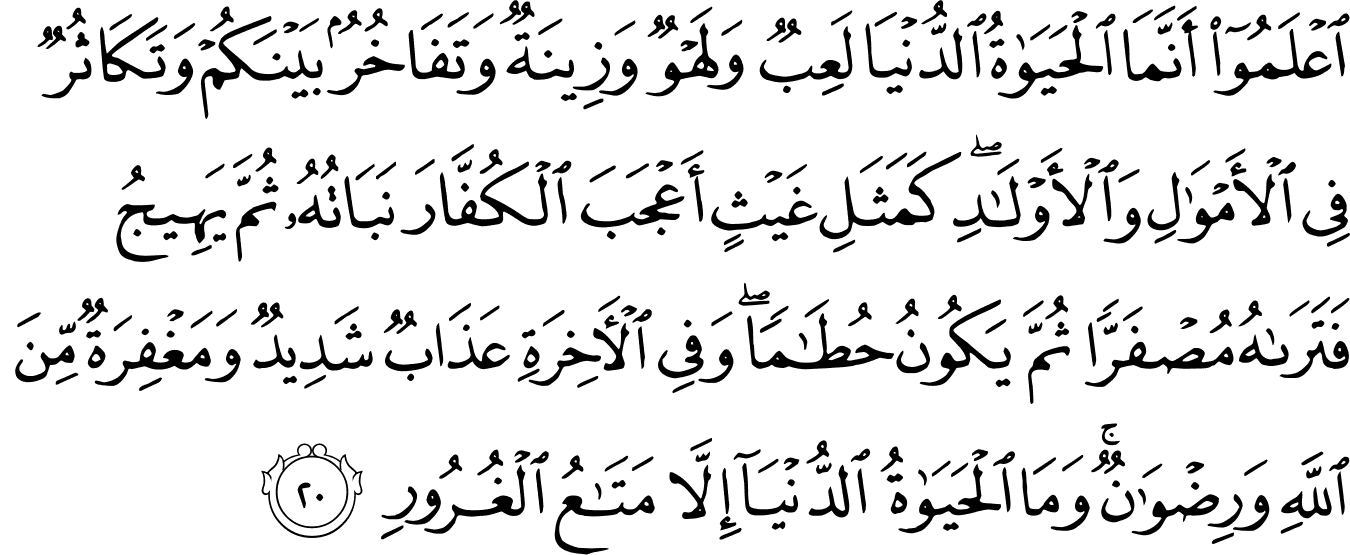 ٱعۡلَمُوٓاْ أَنَّمَا ٱلۡحَيَوٰةُ ٱلدُّنۡيَا لَعِبٞ وَلَهۡوٞ وَزِينَةٞ وَتَفَاخُرُۢ بَيۡنَكُمۡ وَتَكَاثُرٞ
فِي ٱلۡأَمۡوَٰلِ وَٱلۡأَوۡلَٰدِۖ كَمَثَلِ غَيۡثٍ أَعۡجَبَ ٱلۡكُفَّارَ نَبَاتُهُۥ ثُمَّ يَهِيجُ
فَتَرَىٰهُ مُصۡفَرّٗا ثُمَّ يَكُونُ حُطَٰمٗاۖ وَفِي ٱلۡأٓخِرَةِ عَذَابٞ شَدِيدٞ وَمَغۡفِرَةٞ مِّنَ
ٱللَّهِ وَرِضۡوَٰنٞۚ وَمَا ٱلۡحَيَوٰةُ ٱلدُّنۡيَآ إِلَّا مَتَٰعُ ٱلۡغُرُورِ ٢٠